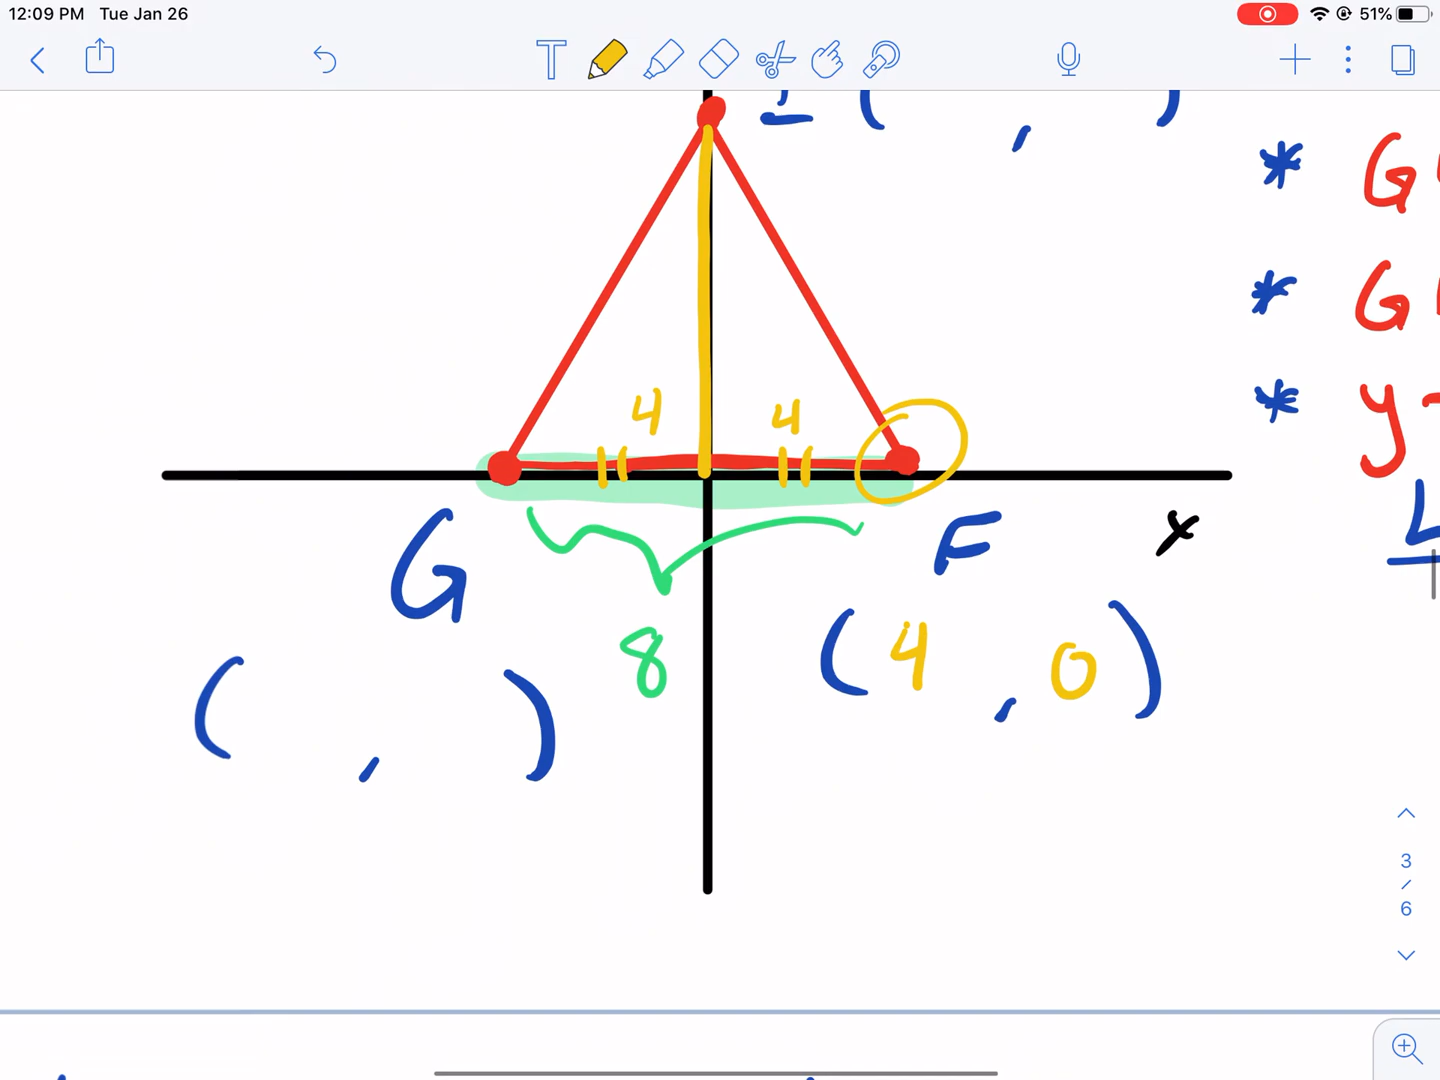 12:09 PM Tue Jan 26
51%
T
( , )
* G
* G
* y-
4 4
G F x
8 (4, 0)
( , )
3
/
6